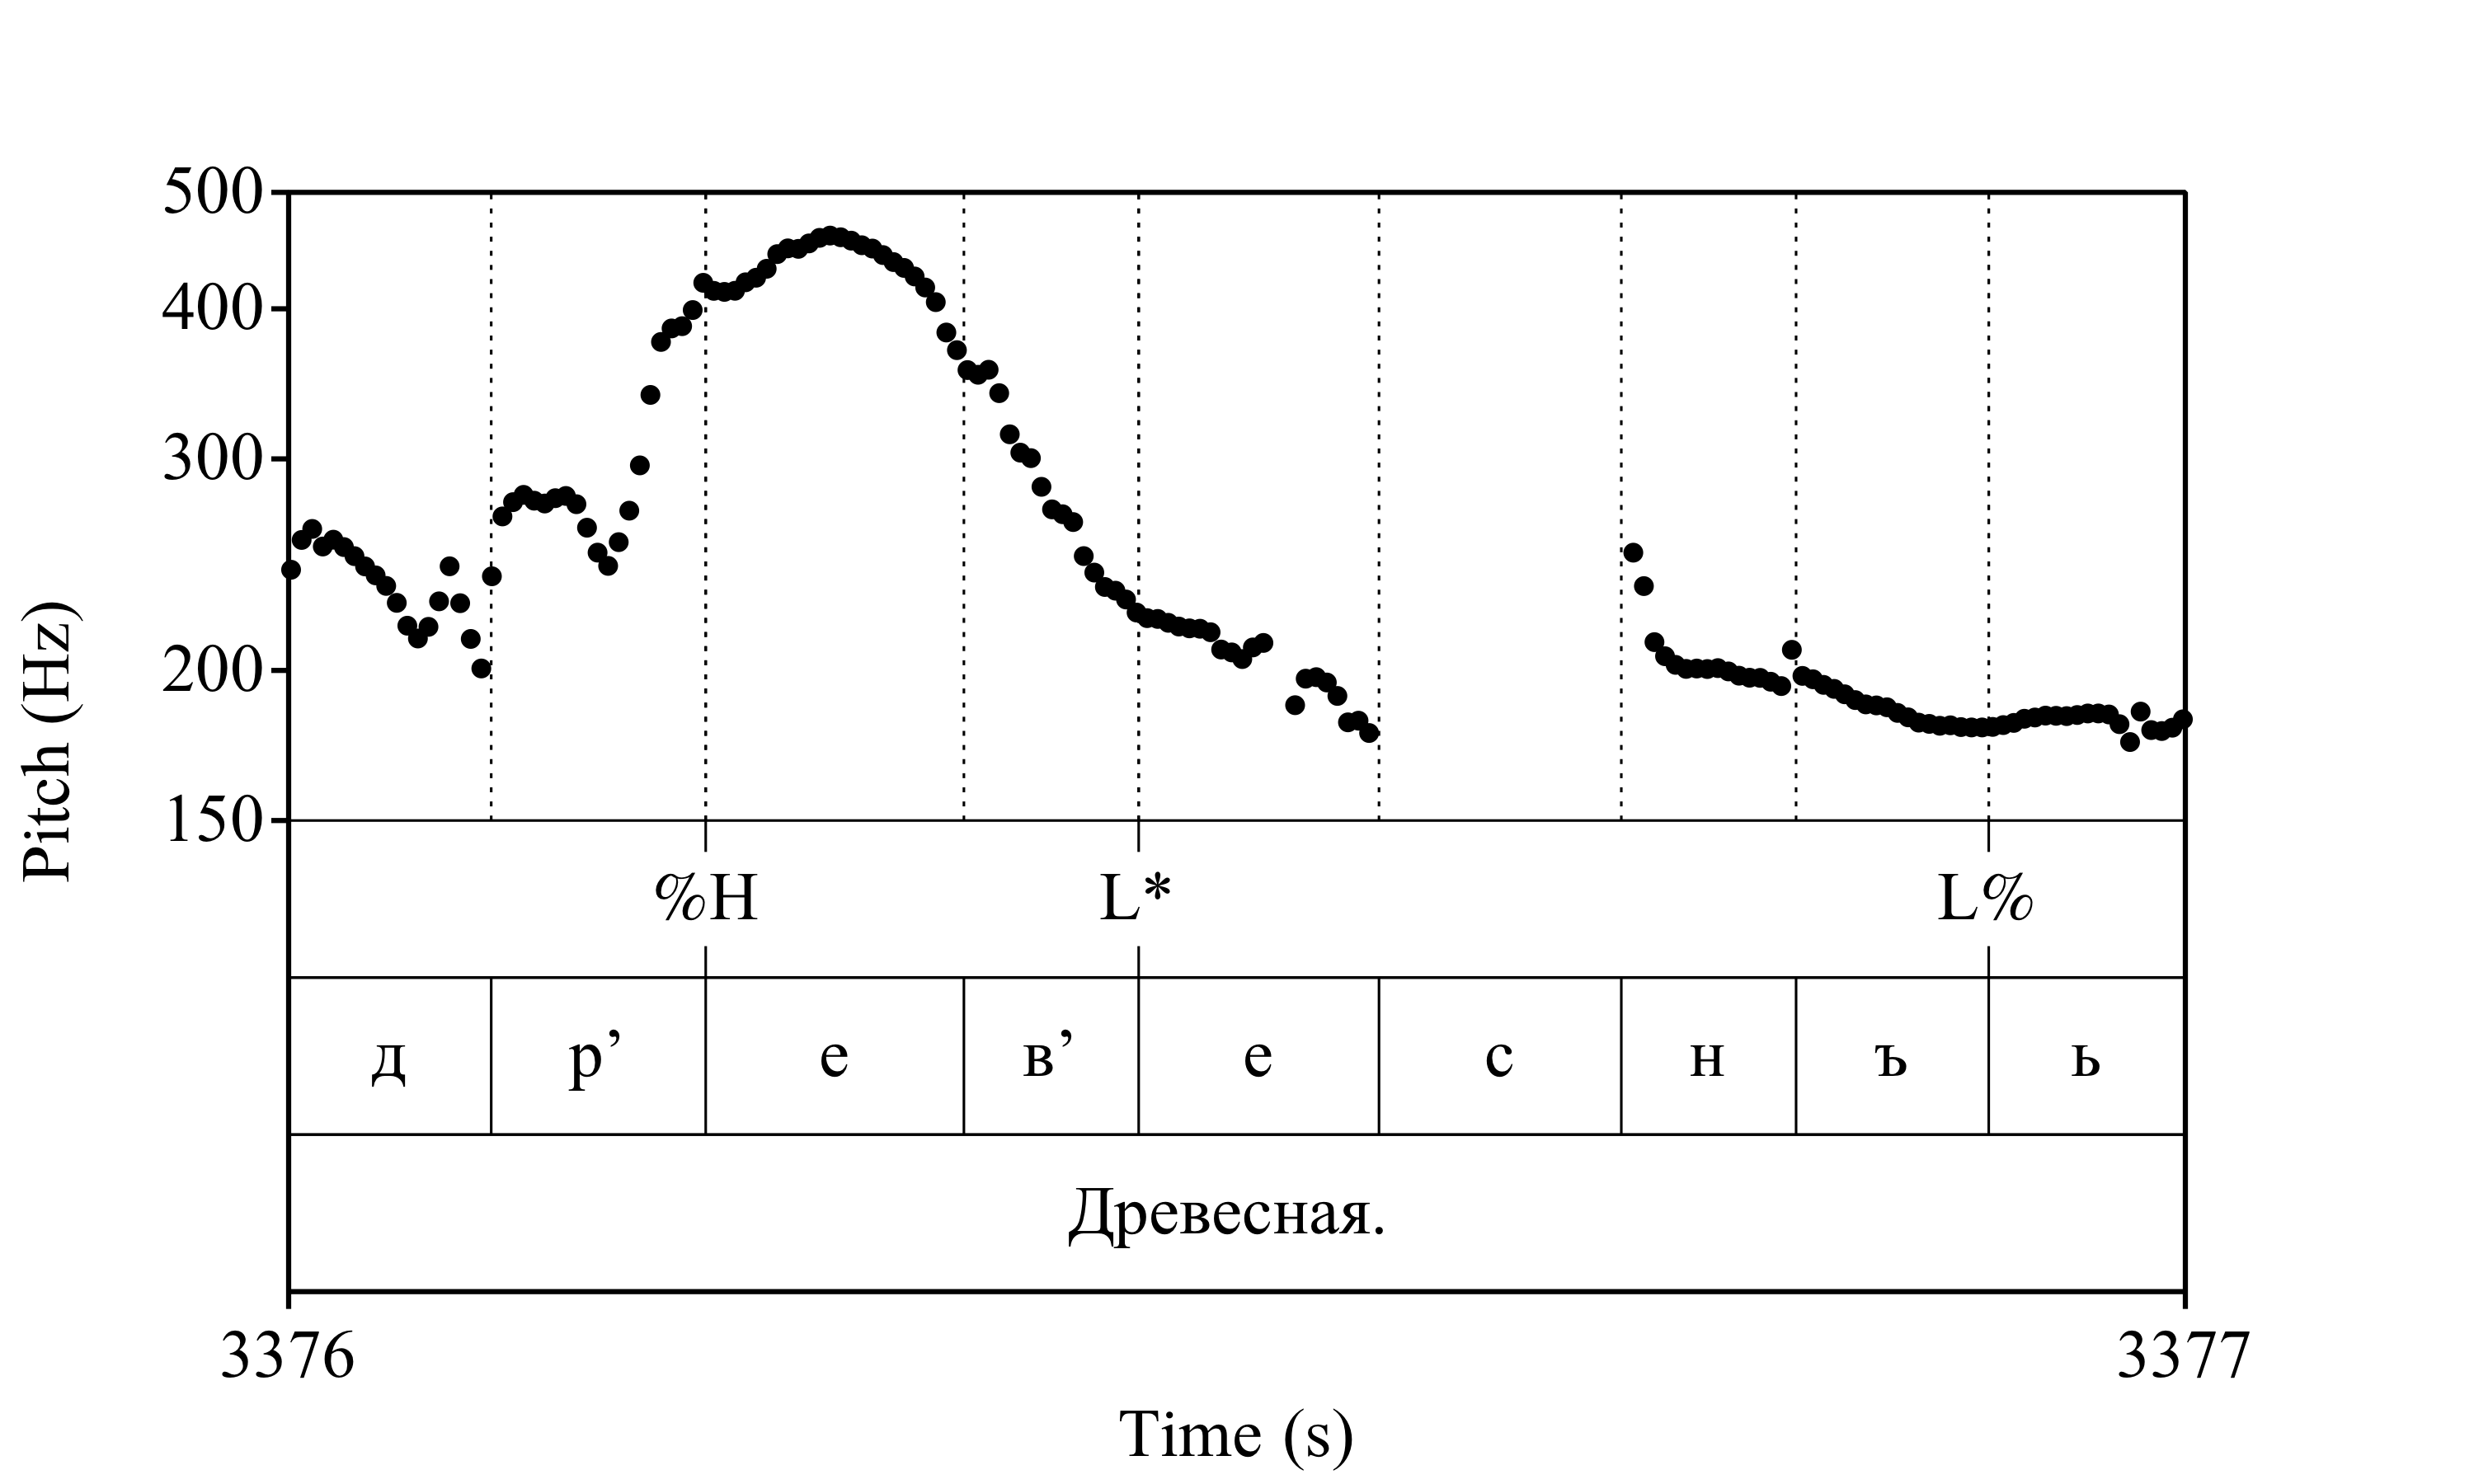 500
400
300
200
150
Pitch (Hz)
%H L* L%
д р’ е в’ е с н ъ ь
Древесная.
3376 3377
Time (s)